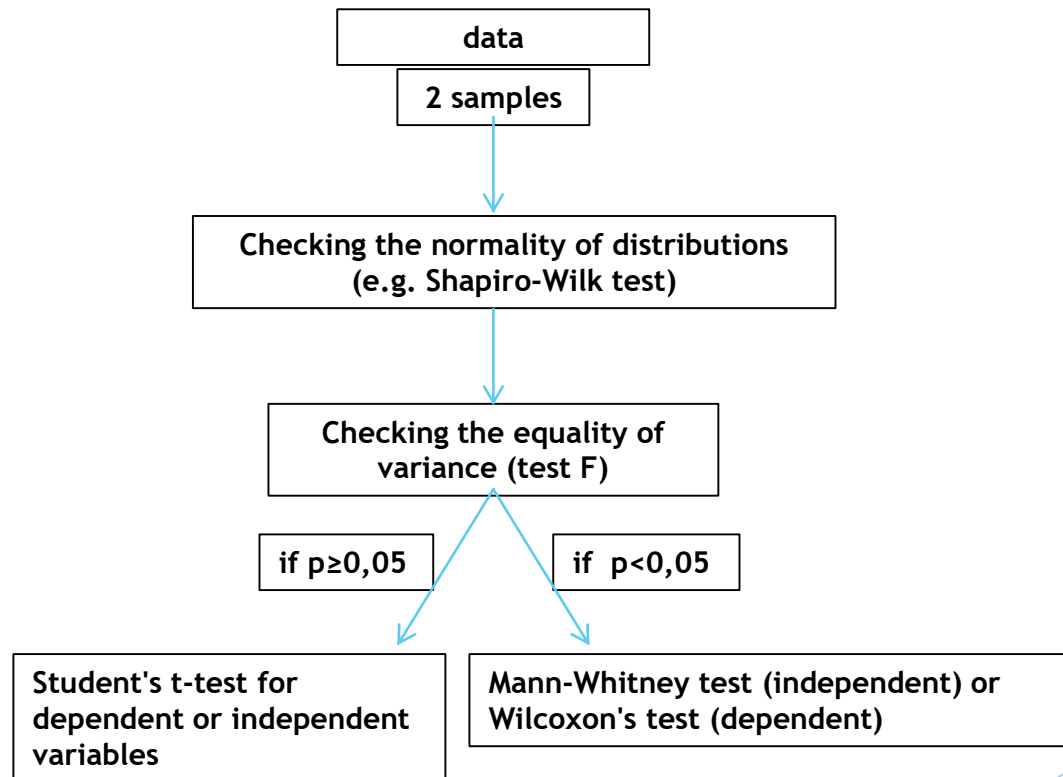 data
2 samples
Checking the normality of distributions
(e.g. Shapiro-Wilk test)
Checking the equality of
variance (test F)
if p≥0,05
if p<0,05
Student's t-test for
dependent or independent
variables
Mann-Whitney test (independent) or
Wilcoxon's test (dependent)